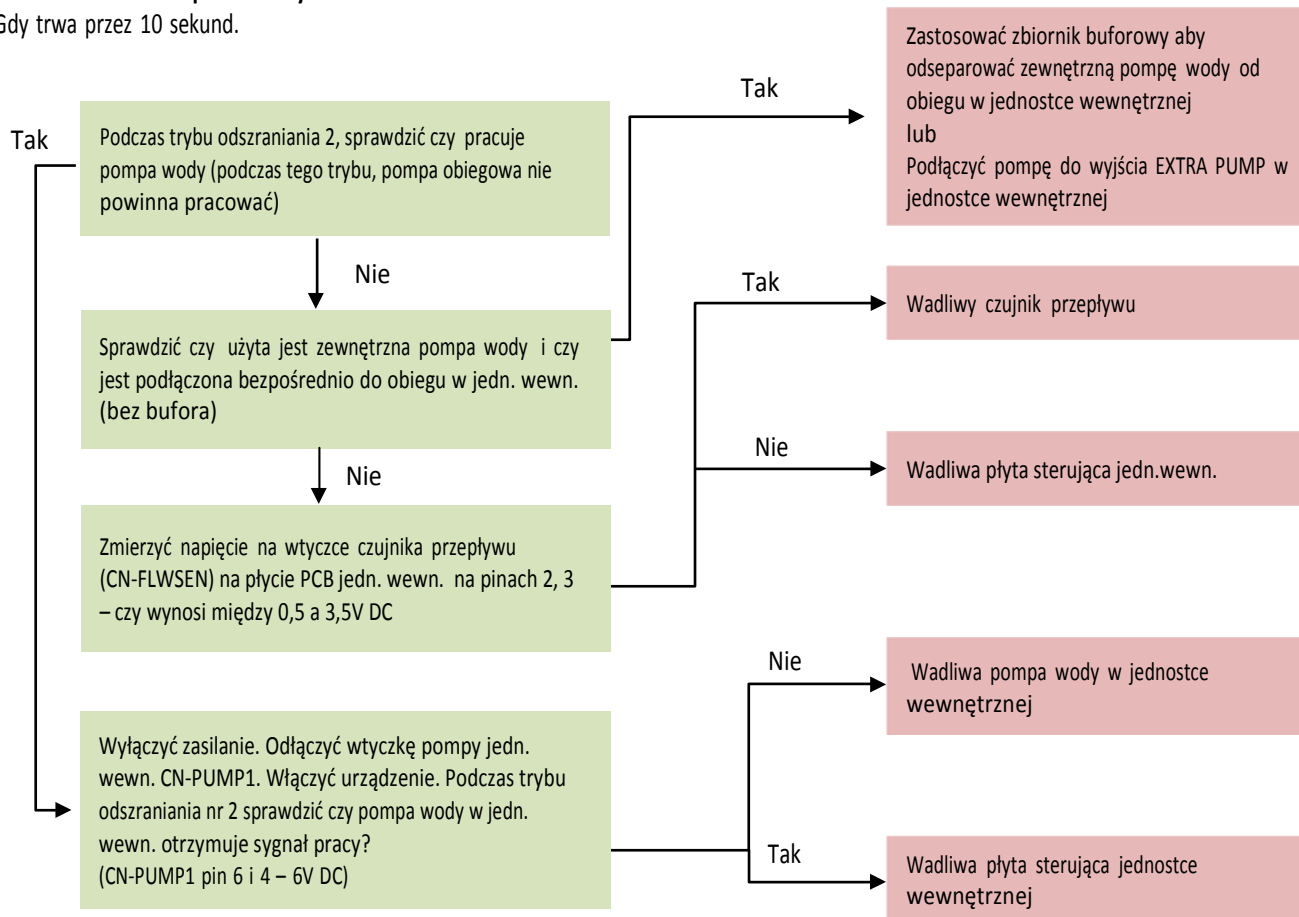 Gdy trwa przez 10 sekund.
Tak
Podczas trybu odszraniania 2, sprawdzić czy pracuje
pompa wody (podczas tego trybu, pompa obiegowa nie
powinna pracować)
Tak
Zastosować zbiornik buforowy aby
odseparować zewnętrzną pompę wody od
obiegu w jednostce wewnętrznej
lub
Podłączyć pompę do wyjścia EXTRA PUMP w
jednostce wewnętrznej
Nie
Sprawdzić czy użyta jest zewnętrzna pompa wody i czy
jest podłączona bezpośrednio do obiegu w jedn. wewn.
(bez bufora)
Tak
Wadliwy czujnik przepływu
Nie
Nie
Wadliwa płyta sterująca jedn.wewn.
Zmierzyć napięcie na wtyczce czujnika przepływu
(CN-FLWSEN) na płycie PCB jedn. wewn. na pinach 2, 3
– czy wynosi między 0,5 a 3,5V DC
Nie
Wadliwa pompa wody w jednostce
wewnętrznej
Wyłączyć zasilanie. Odłączyć wtyczkę pompy jedn.
wewn. CN-PUMP1. Włączyć urządzenie. Podczas trybu
odszraniania nr 2 sprawdzić czy pompa wody w jedn.
wewn. otrzymuje sygnał pracy?
(CN-PUMP1 pin 6 i 4 – 6V DC)
Tak
Wadliwa płyta sterująca jednostce
wewnętrznej